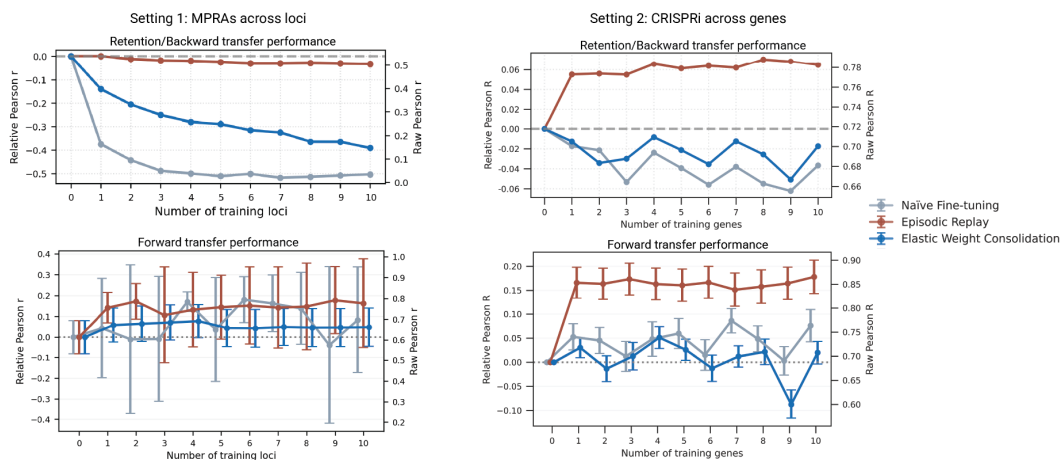 Setting 1: MPRAs across loci
Retention/Backward transfer performance
Relative Pearson r
0.0
−0.1
−0.2
−0.3
−0.4
−0.5
0.5
0.4
0.3
0.2
0.1
0.0
Raw Pearson r
0 1 2 3 4 5 6 7 8 9 10
Number of training loci
Forward transfer performance
Relative Pearson R
0.4
0.3
0.2
0.1
0.0
−0.1
−0.2
−0.3
−0.4
1.0
0.9
0.8
0.7
0.6
0.5
0.4
0.3
0.2
Raw Pearson R
0 1 2 3 4 5 6 7 8 9 10
Number of training loci
Setting 2: CRISPRi across genes
Retention/Backward transfer performance
Relative Pearson R
0.06
0.04
0.02
0.00
−0.02
−0.04
−0.06
0.78
0.76
0.74
0.72
0.70
0.68
0.66
Raw Pearson R
0 1 2 3 4 5 6 7 8 9 10
Number of training genes
Forward transfer performance
Relative Pearson R
0.20
0.15
0.10
0.05
0.00
−0.05
−0.10
0.90
0.85
0.80
0.75
0.70
0.65
0.60
Raw Pearson R
0 1 2 3 4 5 6 7 8 9 10
Number of training genes
Naïve Fine-tuning
Episodic Replay
Elastic Weight Consolidation